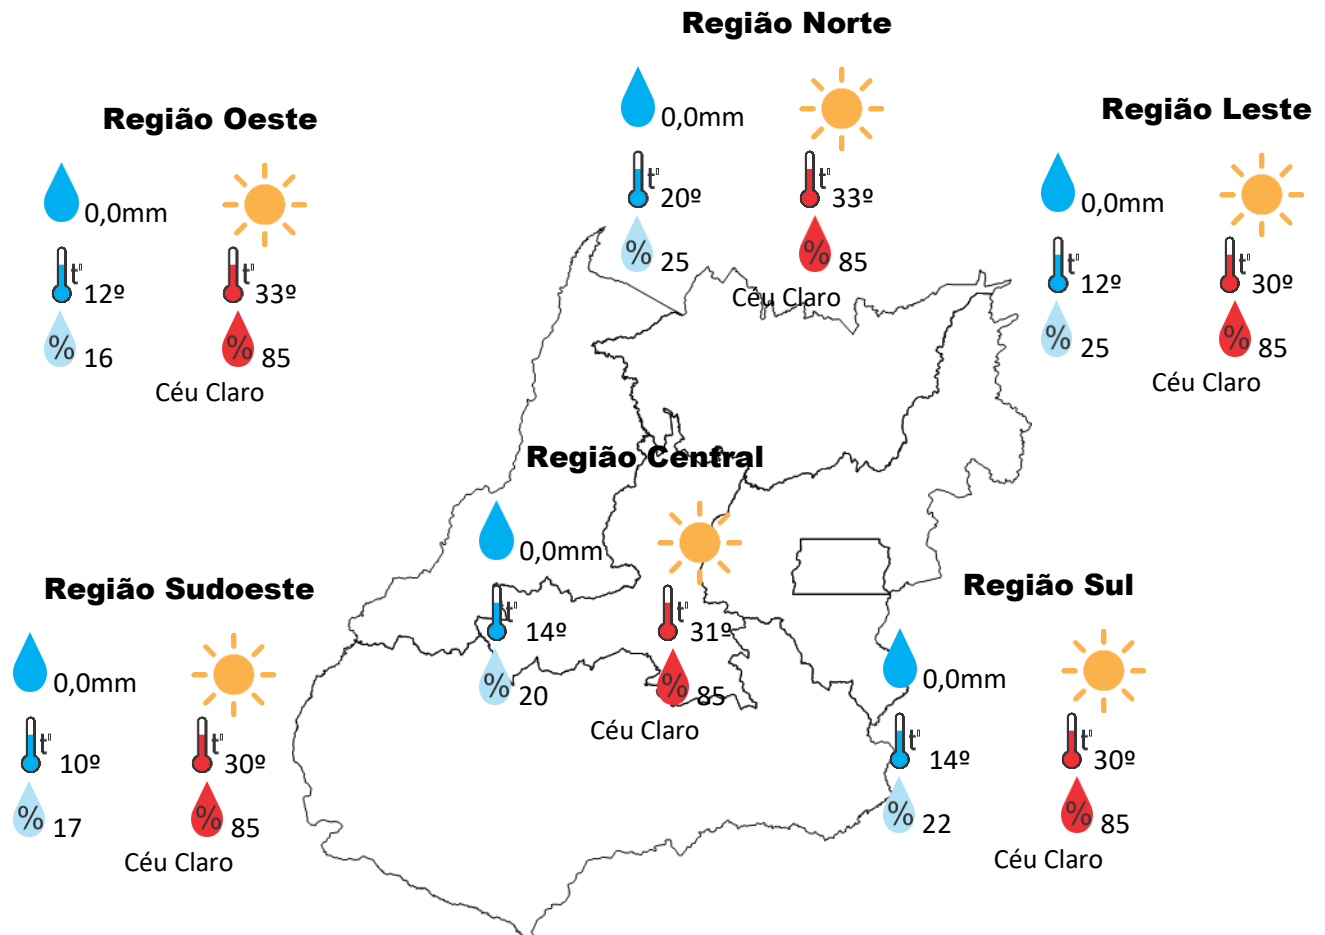 Região Norte
0,0mm
t°
20º
t°
33º
% 25
% 85
Céu Claro
Região Oeste
0,0mm
t°
12º
t°
33º
% 16
% 85
Céu Claro
Região Leste
0,0mm
t°
12º
t°
30º
% 25
% 85
Céu Claro
Região Central
0,0mm
t°
14º
t°
31º
% 20
% 85
Céu Claro
Região Sudoeste
0,0mm
t°
10º
t°
30º
% 17
% 85
Céu Claro
Região Sul
0,0mm
t°
14º
t°
30º
% 22
% 85
Céu Claro